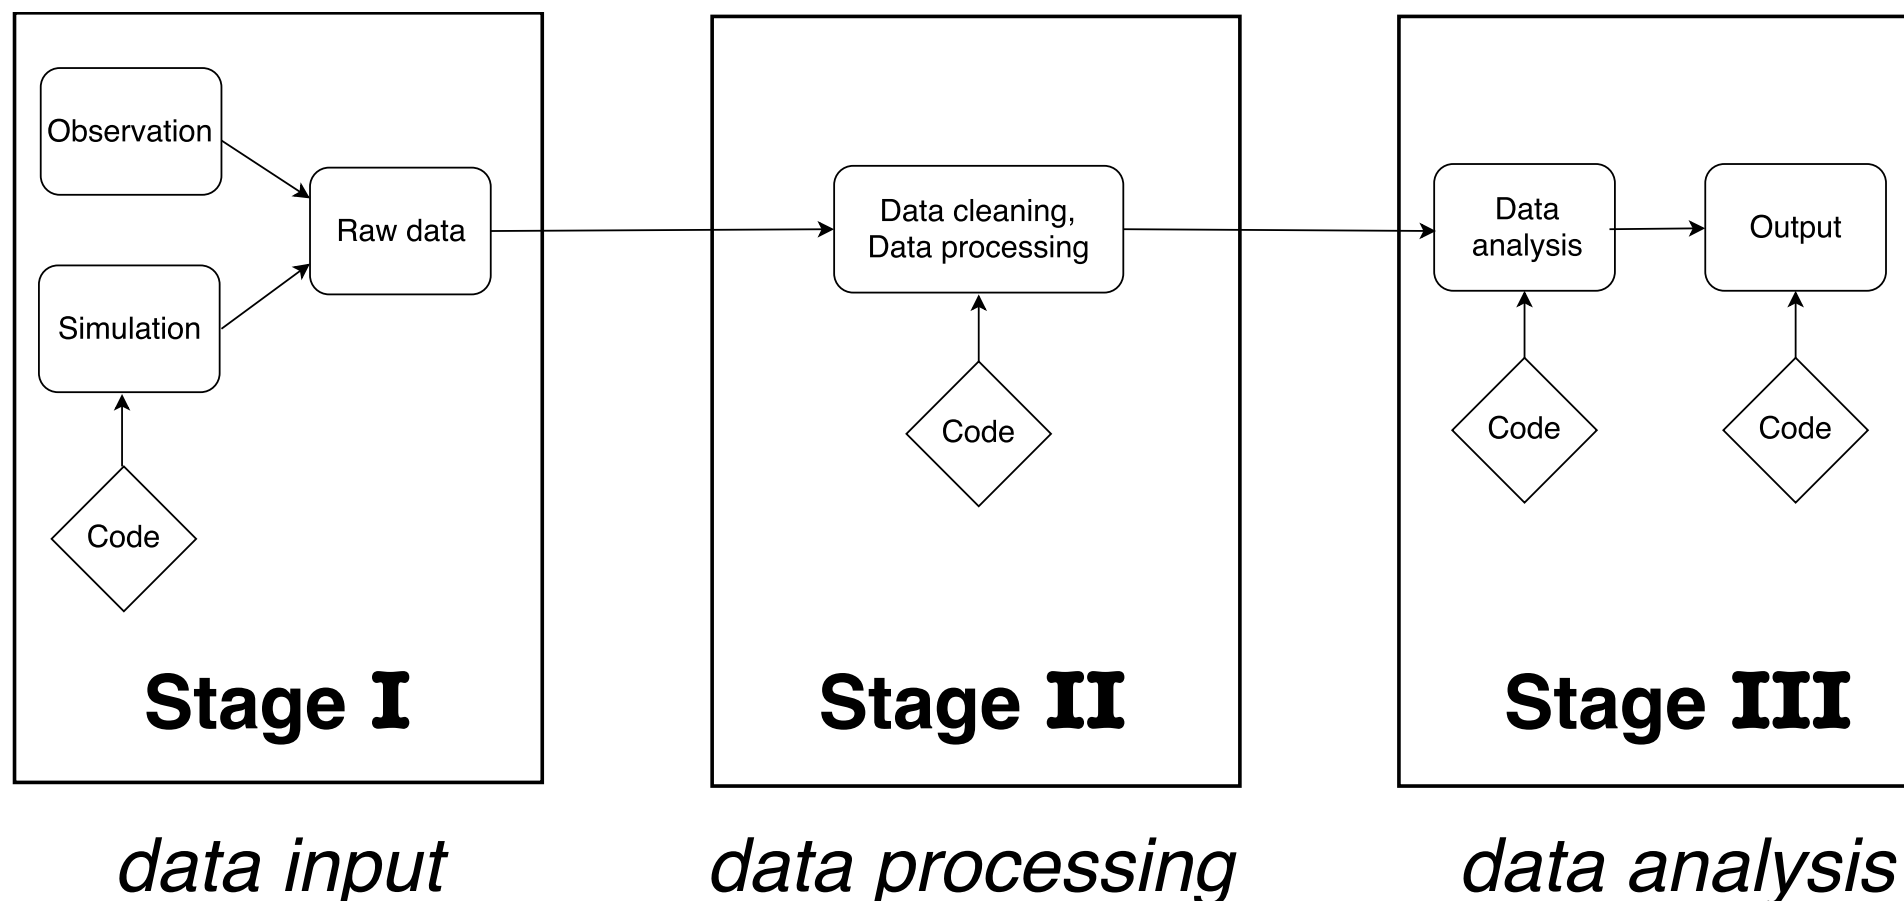 Observation
Raw data
Simulation
Code
Stage I
data input
Data cleaning,
Data processing
Code
Stage II
data processing
Data
analysis
Output
Code
Code
Stage III
data analysis